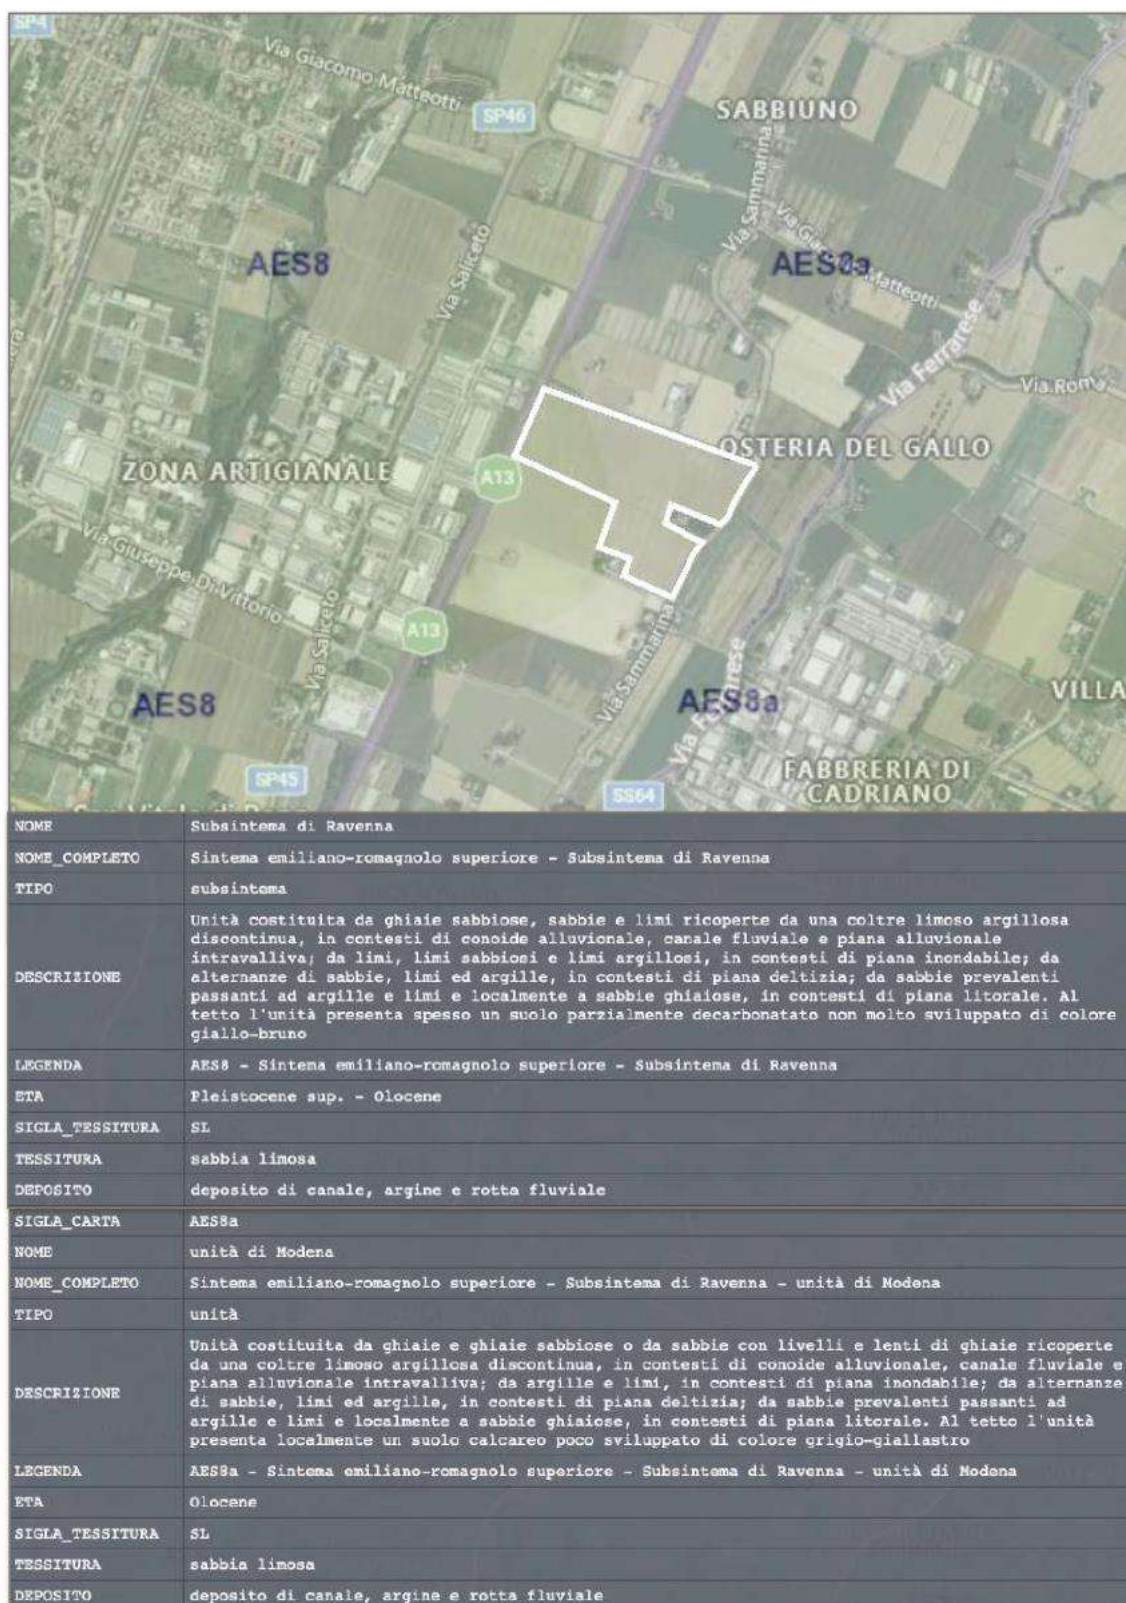 SP4
Via Giacomo Matteotti
SP46
SABBIUNO
Via Sammarina
Via Saliceto
Via Giacomo Matteotti
AES8
AES8a
Via Ferrarese
Via Roma
OSTERIA DEL GALLO
ZONA ARTIGIANALE
A13
Via Giuseppe Di Vittorio
Via Saliceto
A13
Via Sammarina
AES8
AES8a
VILLA
Via Ferrarese
SP45
SS64
FABBRERIA DI
CADRIANO
NOME Subsintema di Ravenna
NOME_COMPLETO Sintema emiliano-romagnolo superiore - Subsintema di Ravenna
TIPO subsintema
DESCRIZIONE Unità costituita da ghiaie sabbiose, sabbie e limi ricoperte da una coltre limoso argillosa
discontinua, in contesti di conoide alluvionale, canale fluviale e piana alluvionale
intravalliva; da limi, limi sabbiosi e limi argillosi, in contesti di piana inondabile; da
alternanze di sabbie, limi ed argille, in contesti di piana deltizia; da sabbie prevalenti
passanti ad argille e limi e localmente a sabbie ghiaiose, in contesti di piana litorale. Al
tetto l'unità presenta spesso un suolo parzialmente decarbonatato non molto sviluppato di colore
giallo-bruno
LEGENDA AES8 - Sintema emiliano-romagnolo superiore - Subsintema di Ravenna
ETA Pleistocene sup. - Olocene
SIGLA_TESSITURA SL
TESSITURA sabbia limosa
DEPOSITO deposito di canale, argine e rotta fluviale
SIGLA_CARTA AES8a
NOME unità di Modena
NOME_COMPLETO Sintema emiliano-romagnolo superiore - Subsintema di Ravenna - unità di Modena
TIPO unità
DESCRIZIONE Unità costituita da ghiaie e ghiaie sabbiose o da sabbie con livelli e lenti di ghiaie ricoperte
da una coltre limoso argillosa discontinua, in contesti di conoide alluvionale, canale fluviale e
piana alluvionale intravalliva; da argille e limi, in contesti di piana inondabile; da alternanze
di sabbie, limi ed argille, in contesti di piana deltizia; da sabbie prevalenti passanti ad
argille e limi e localmente a sabbie ghiaiose, in contesti di piana litorale. Al tetto l'unità
presenta localmente un suolo calcareo poco sviluppato di colore grigio-giallastro
LEGENDA AES8a - Sintema emiliano-romagnolo superiore - Subsintema di Ravenna - unità di Modena
ETA Olocene
SIGLA_TESSITURA SL
TESSITURA sabbia limosa
DEPOSITO deposito di canale, argine e rotta fluviale